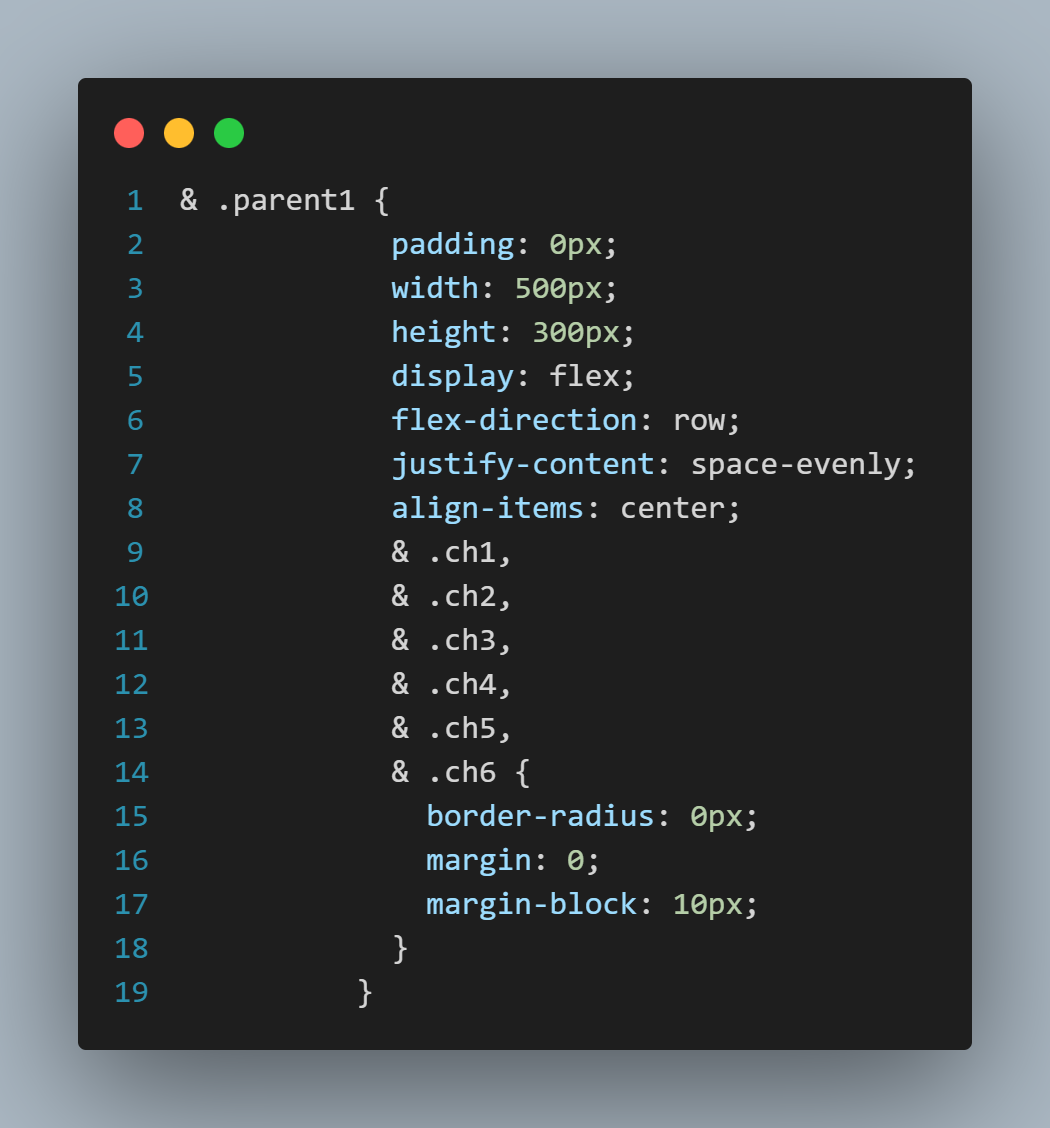 1 & .parent1 {
2             padding: 0px;
3             width: 500px;
4             height: 300px;
5             display: flex;
6             flex-direction: row;
7             justify-content: space-evenly;
8             align-items: center;
9             & .ch1,
10             & .ch2,
11             & .ch3,
12             & .ch4,
13             & .ch5,
14             & .ch6 {
15               border-radius: 0px;
16               margin: 0;
17               margin-block: 10px;
18             }
19           }